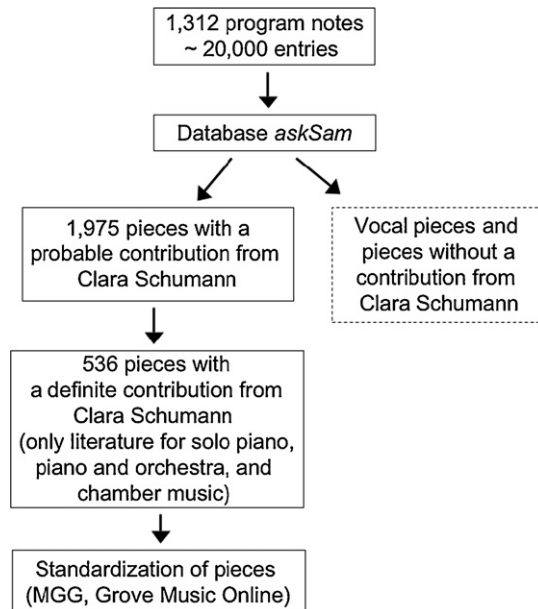 1,312 program notes
~ 20,000 entries
Database askSam
1,975 pieces with a
probable contribution from
Clara Schumann
Vocal pieces and
pieces without a
contribution from
Clara Schumann
536 pieces with
a definite contribution from
Clara Schumann
(only literature for solo piano,
piano and orchestra, and
chamber music)
Standardization of pieces
(MGG, Grove Music Online)